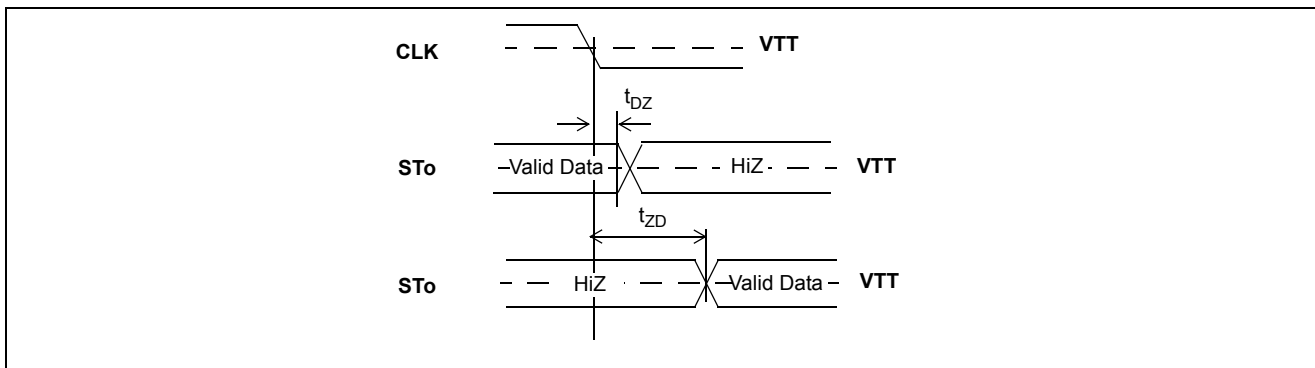 CLK VTT
tDZ
STo Valid Data HiZ VTT
tZD
STo HiZ Valid Data VTT